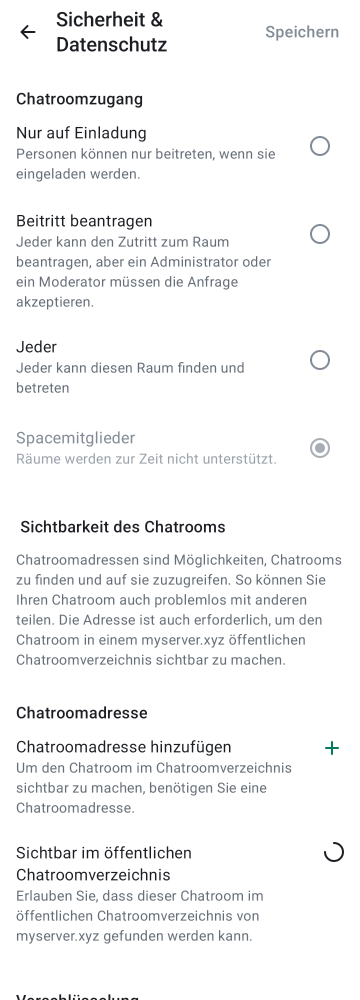 Sicherheit &
Datenschutz
Speichern
Chatroomzugang
Nur auf Einladung
Personen können nur beitreten, wenn sie
eingeladen werden.
Beitritt beantragen
Jeder kann den Zutritt zum Raum
beantragen, aber ein Administrator oder
ein Moderator müssen die Anfrage
akzeptieren.
Jeder
Jeder kann diesen Raum finden und
betreten
Spacemitglieder
Räume werden zur Zeit nicht unterstützt.
Sichtbarkeit des Chatrooms
Chatroomadressen sind Möglichkeiten, Chatrooms
zu finden und auf sie zuzugreifen. So können Sie
Ihren Chatroom auch problemlos mit anderen
teilen. Die Adresse ist auch erforderlich, um den
Chatroom in einem myserver.xyz öffentlichen
Chatroomverzeichnis sichtbar zu machen.
Chatroomadresse
Chatroomadresse hinzufügen
Um den Chatroom im Chatroomverzeichnis
sichtbar zu machen, benötigen Sie eine
Chatroomadresse.
Sichtbar im öffentlichen
Chatroomverzeichnis
Erlauben Sie, dass dieser Chatroom im
öffentlichen Chatroomverzeichnis von
myserver.xyz gefunden werden kann.
Verschlüsselung